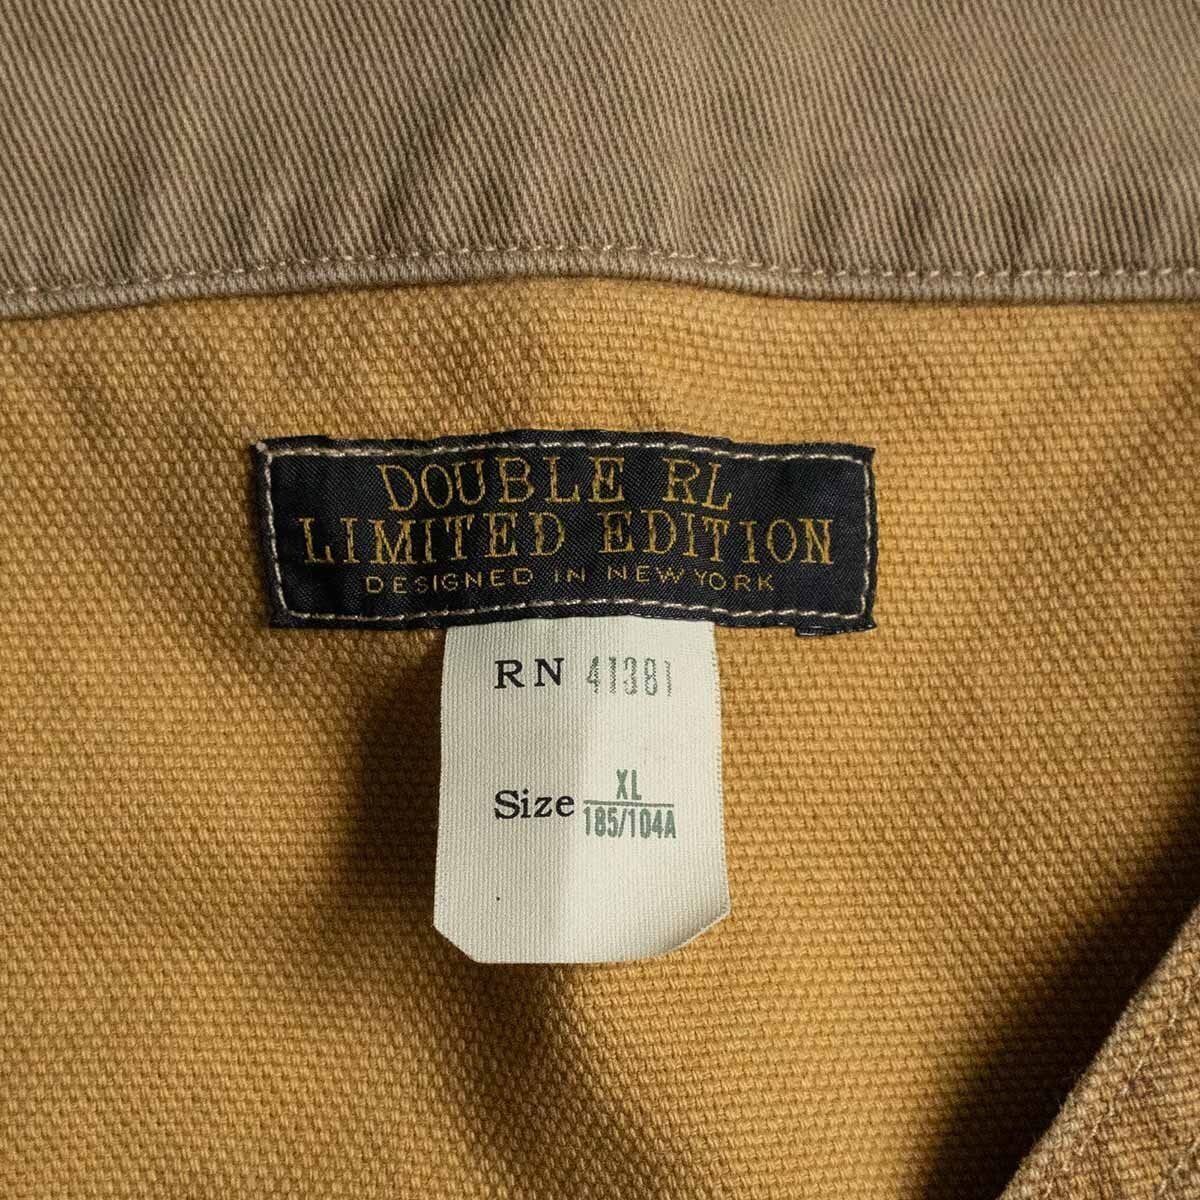 DOUBLE RL
LIMITED EDITION
DESIGNED IN NEW YORK
RN 41381
Size XL
185/104A